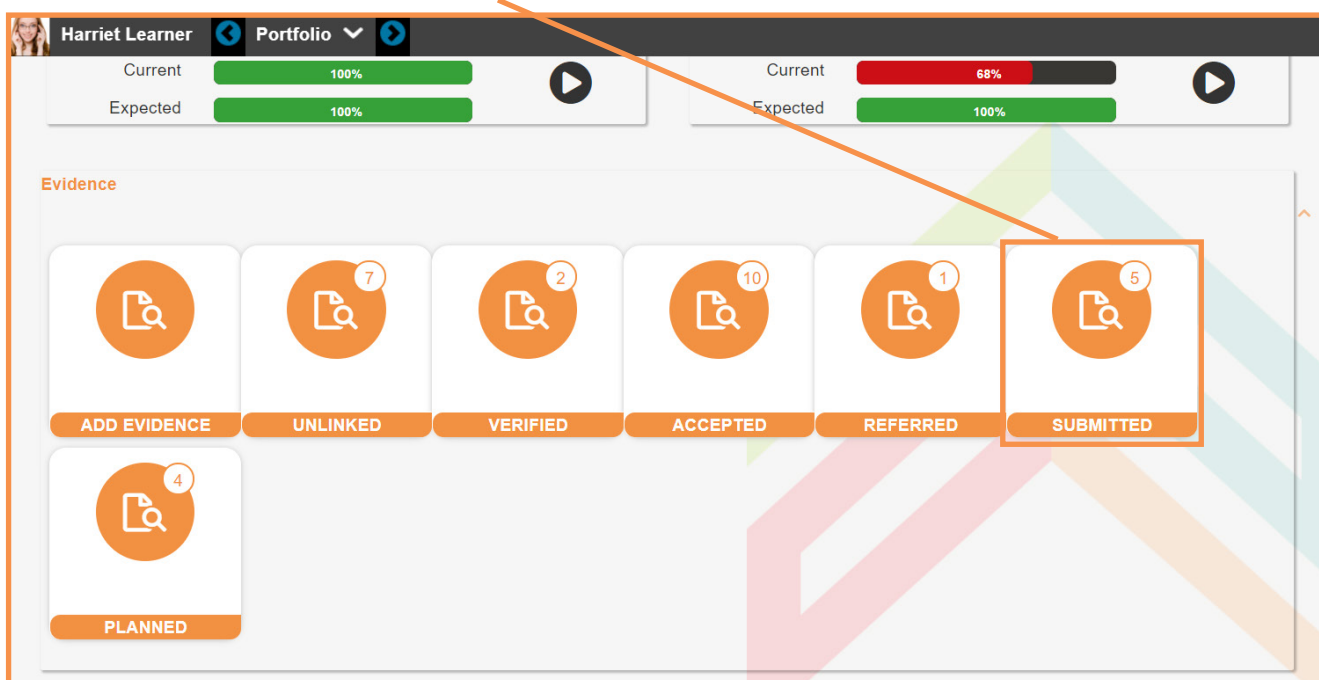 Harriet Learner Portfolio
Current 100% Current 68%
Expected 100% Expected 100%
Evidence
7 2 10 1 5
ADD EVIDENCE UNLINKED VERIFIED ACCEPTED REFERRED SUBMITTED
4
PLANNED